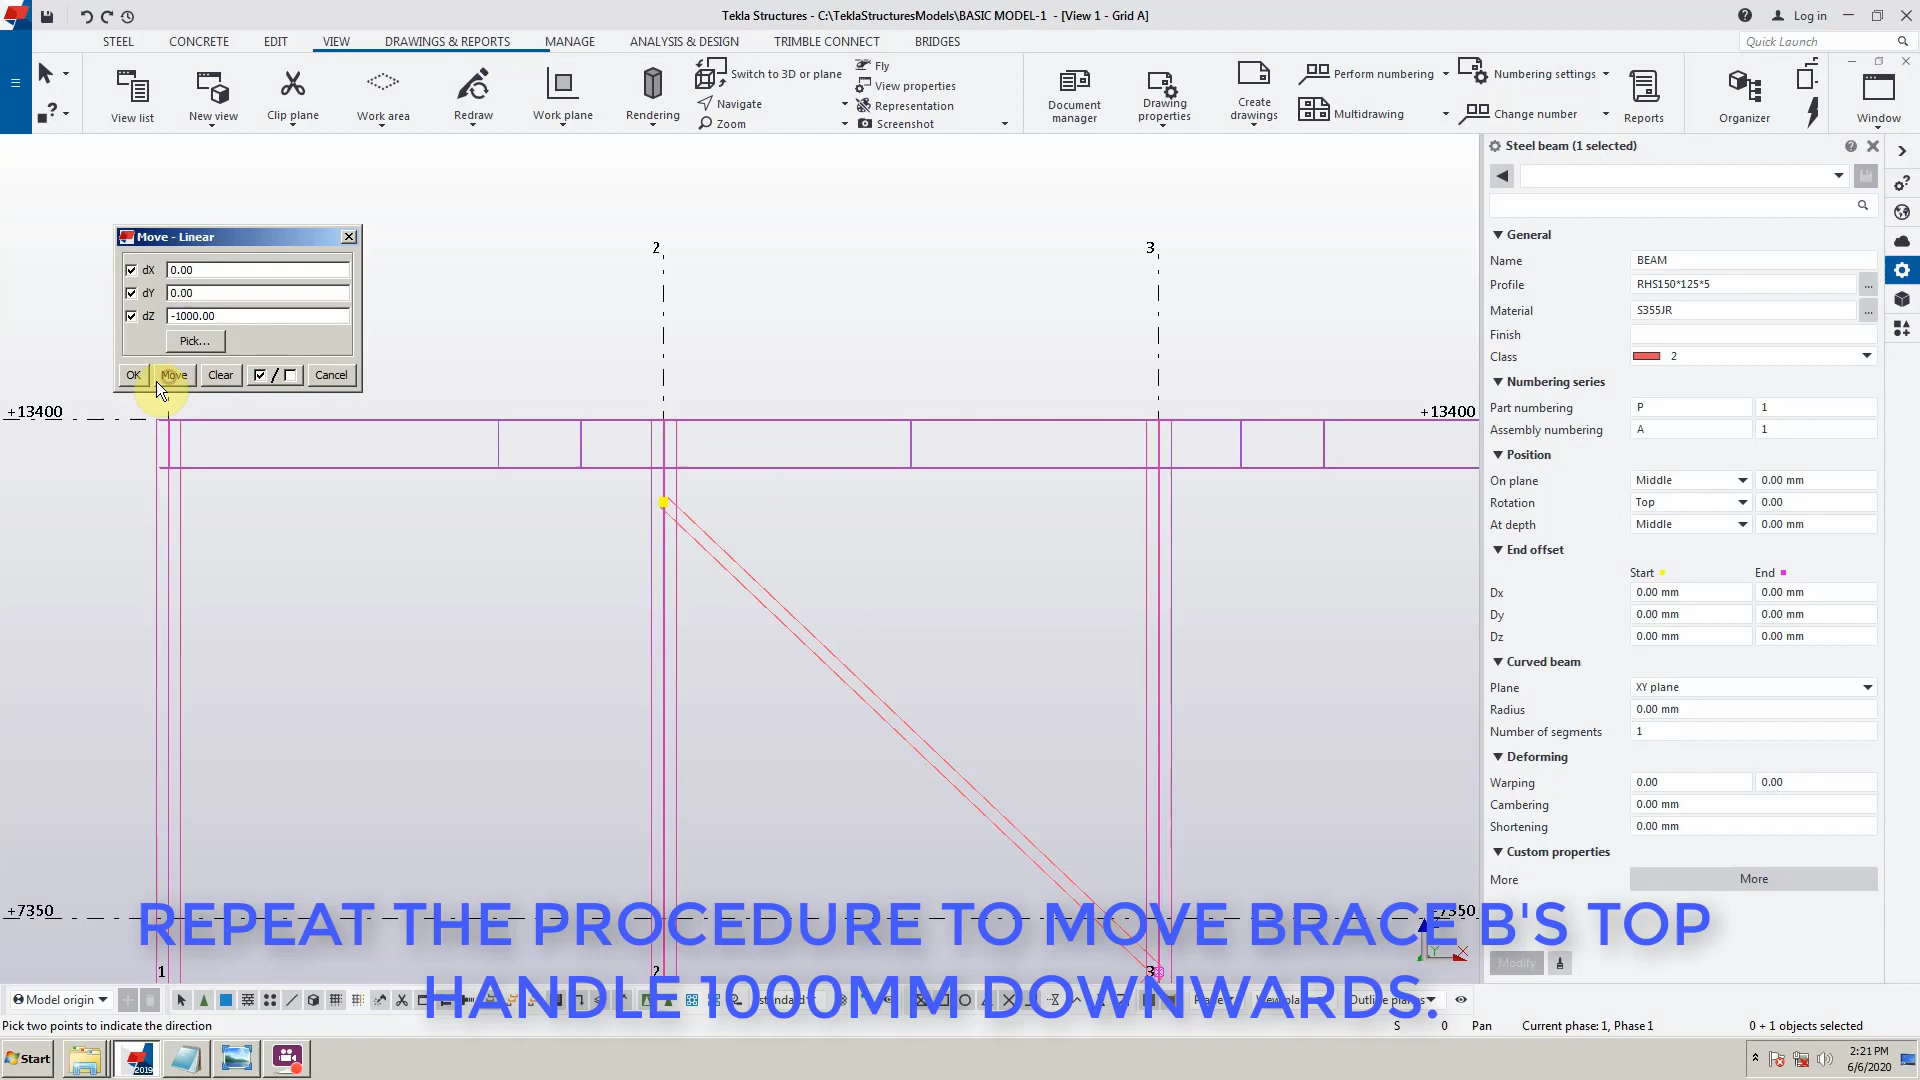 Tekla Structures - C:\TeklaStructuresModels\BASIC MODEL-1 - [View 1 - Grid A]
Log in
STEEL CONCRETE EDIT VIEW DRAWINGS & REPORTS MANAGE ANALYSIS & DESIGN TRIMBLE CONNECT BRIDGES
Quick Launch
View list
New view
Clip plane
Work area
Redraw
Work plane
Rendering
Switch to 3D or plane
Navigate
Zoom
Fly
View properties
Representation
Screenshot
Document manager
Drawing properties
Create drawings
Perform numbering
Multidrawing
Numbering settings
Change number
Reports
Organizer
Window
Move - Linear
dX 0.00
dY 0.00
dZ -1000.00
Pick...
OK Move Clear / Cancel
2
3
+13400
+13400
+7350
7350
1
2
3
Steel beam (1 selected)
General
Name BEAM
Profile RHS150*125*5
Material S355JR
Finish
Class 2
Numbering series
Part numbering P 1
Assembly numbering A 1
Position
On plane Middle 0.00 mm
Rotation Top 0.00
At depth Middle 0.00 mm
End offset
Start End
Dx 0.00 mm 0.00 mm
Dy 0.00 mm 0.00 mm
Dz 0.00 mm 0.00 mm
Curved beam
Plane XY plane
Radius 0.00 mm
Number of segments 1
Deforming
Warping 0.00 0.00
Cambering 0.00 mm
Shortening 0.00 mm
Custom properties
More More
Modify
REPEAT THE PROCEDURE TO MOVE BRACE B'S TOP
HANDLE 1000MM DOWNWARDS.
Model origin
Outline planes
Pick two points to indicate the direction
S 0 Pan Current phase: 1, Phase 1 0 + 1 objects selected
Start
2019
2:21 PM
6/6/2020